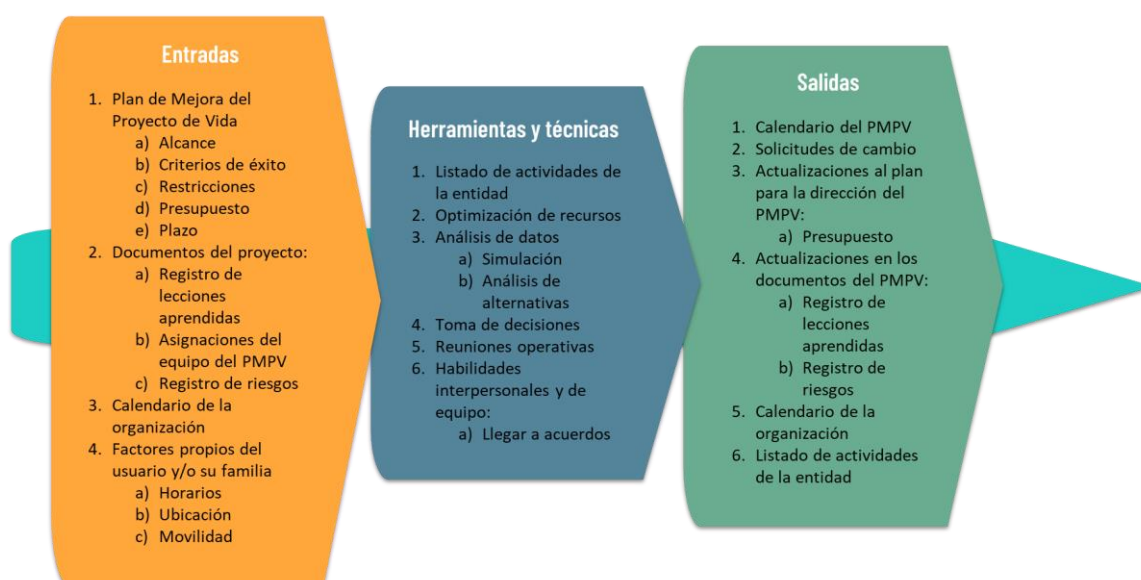 Entradas
1. Plan de Mejora del
Proyecto de Vida
a) Alcance
b) Criterios de éxito
c) Restricciones
d) Presupuesto
e) Plazo
2. Documentos del proyecto:
a) Registro de
lecciones
aprendidas
b) Asignaciones del
equipo del PMPV
c) Registro de riesgos
3. Calendario de la
organización
4. Factores propios del
usuario y/o su familia
a) Horarios
b) Ubicación
c) Movilidad
Herramientas y técnicas
1. Listado de actividades de
la entidad
2. Optimización de recursos
3. Análisis de datos
a) Simulación
b) Análisis de
alternativas
4. Toma de decisiones
5. Reuniones operativas
6. Habilidades
interpersonales y de
equipo:
a) Llegar a acuerdos
Salidas
1. Calendario del PMPV
2. Solicitudes de cambio
3. Actualizaciones al plan
para la dirección del
PMPV:
a) Presupuesto
4. Actualizaciones en los
documentos del PMPV:
a) Registro de
lecciones
aprendidas
b) Registro de
riesgos
5. Calendario de la
organización
6. Listado de actividades
de la entidad